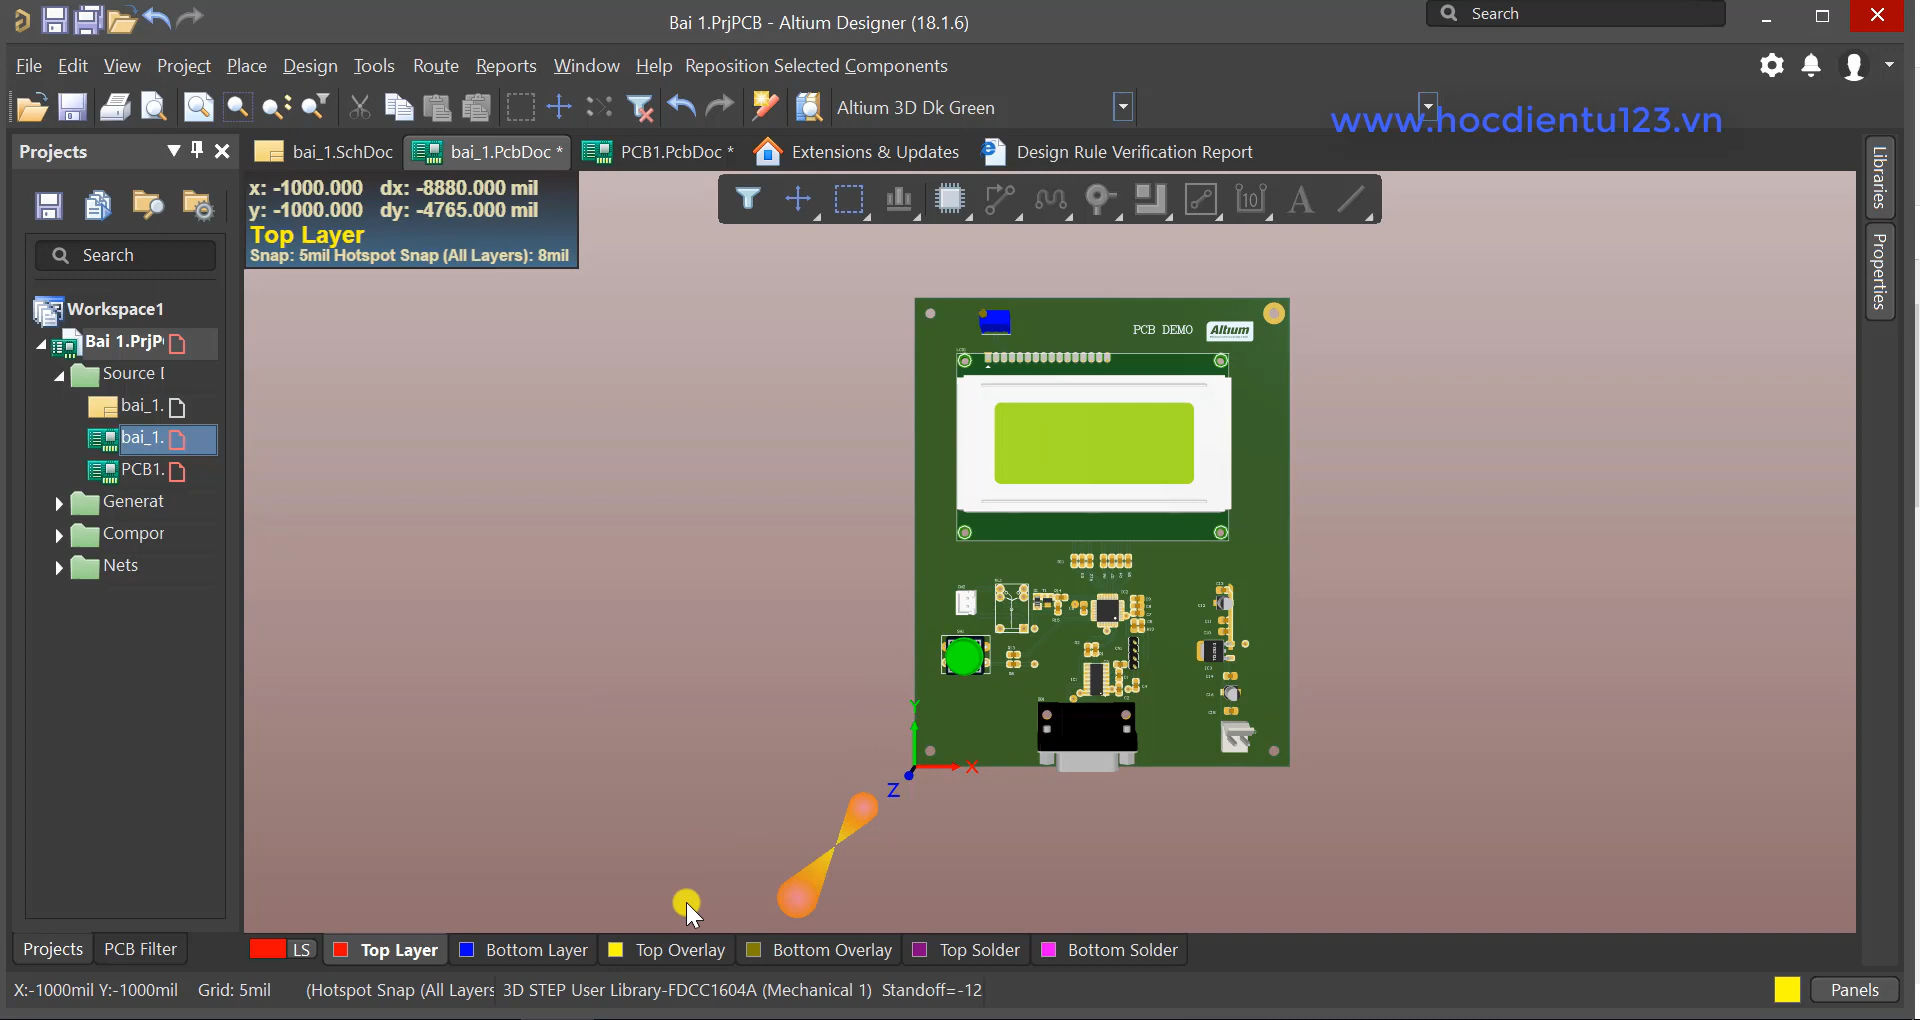 Bai 1.PrjPCB - Altium Designer (18.1.6)
Search
File Edit View Project Place Design Tools Route Reports Window Help Reposition Selected Components
Altium 3D Dk Green
www.hocdientu123.vn
Projects
bai_1.SchDoc
bai_1.PcbDoc *
PCB1.PcbDoc *
Extensions & Updates
Design Rule Verification Report
x: -1000.000 dx: -8880.000 mil
y: -1000.000 dy: -4765.000 mil
Top Layer
Snap: 5mil Hotspot Snap (All Layers): 8mil
10
A
Libraries
Properties
Search
Workspace1
Bai 1.PrjP
Source
bai_1.
bai_1.
PCB1.
Generat
Compor
Nets
PCB DEMO
Altium
Y
X
Z
Projects
PCB Filter
LS
Top Layer
Bottom Layer
Top Overlay
Bottom Overlay
Top Solder
Bottom Solder
X:-1000mil Y:-1000mil Grid: 5mil (Hotspot Snap (All Layers 3D STEP User Library-FDCC1604A (Mechanical 1) Standoff=-12
Panels